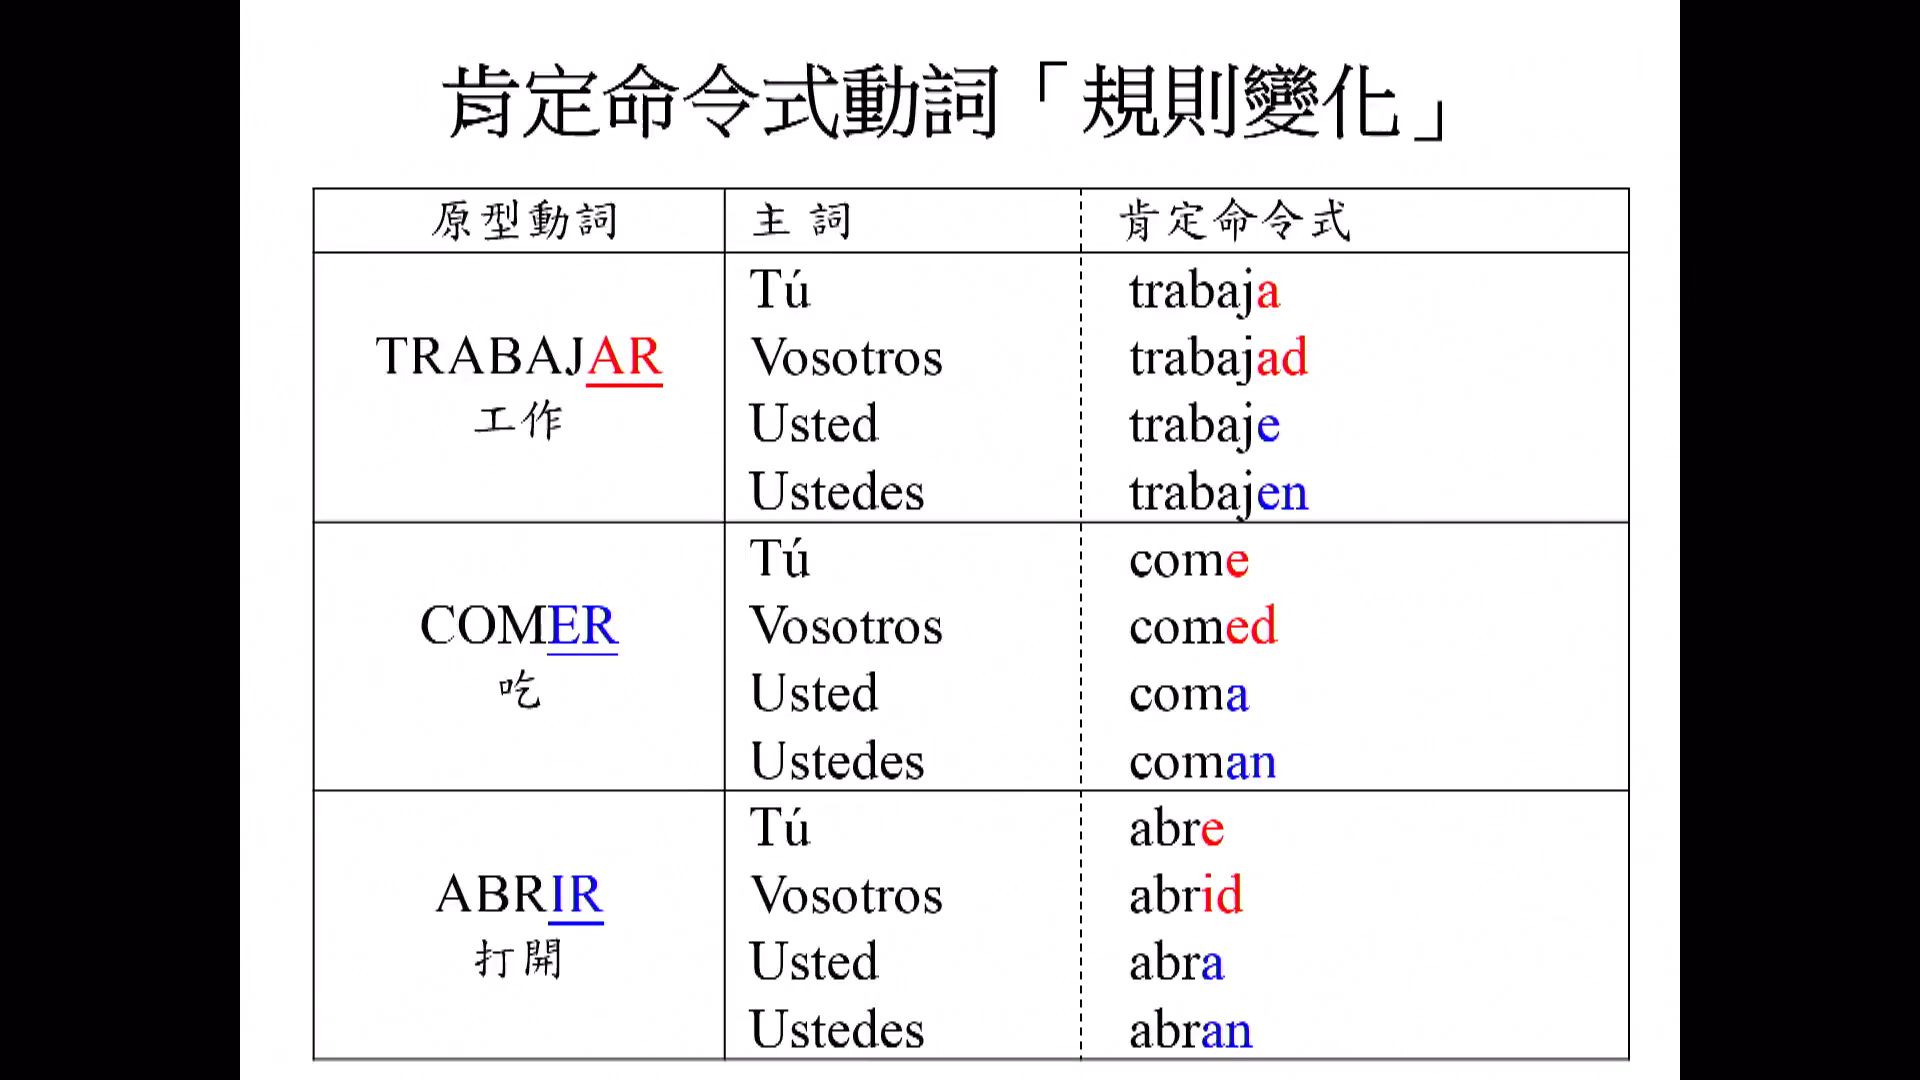 肯定命令式動詞「規則變化」
原型動詞 主 詞 肯定命令式
TRABAJAR
工作
Tú trabaja
Vosotros trabajad
Usted trabaje
Ustedes trabajen
COMER
吃
Tú come
Vosotros comed
Usted coma
Ustedes coman
ABRIR
打開
Tú abre
Vosotros abrid
Usted abra
Ustedes abran